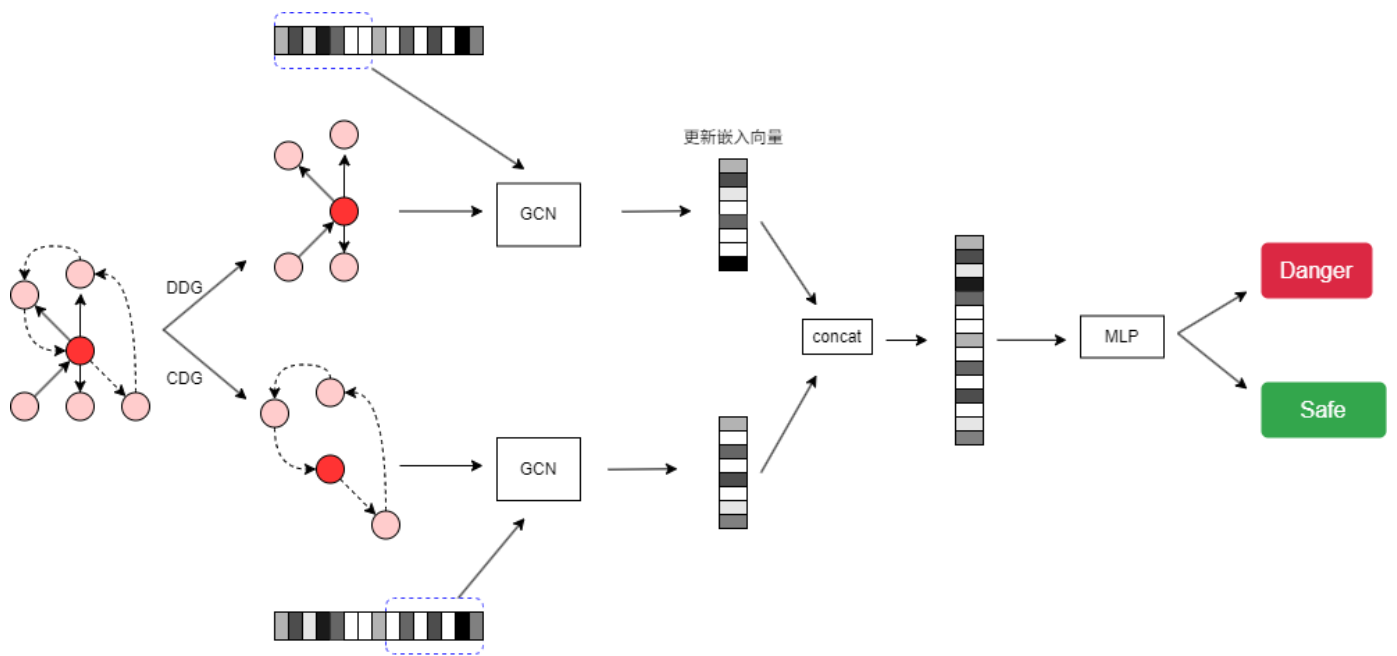 更新嵌入向量
GCN
DDG
Danger
concat
MLP
CDG
Safe
GCN